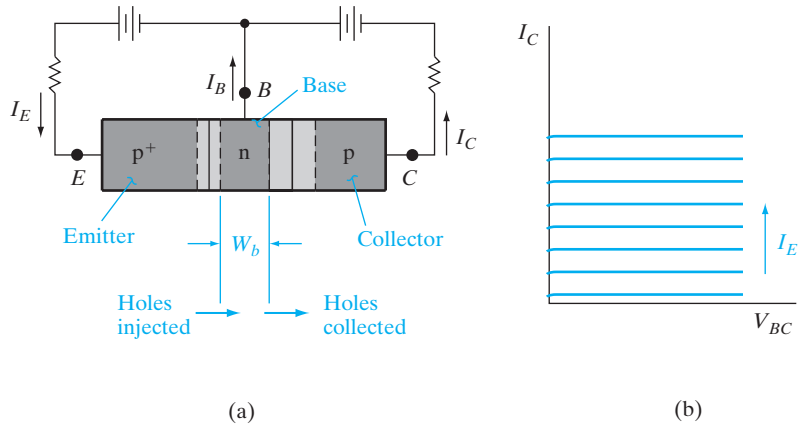 I_B
B
Base
I_E
I_C
p+
n
p
E
C
Emitter
W_b
Collector
Holes
injected
Holes
collected
(a)
I_C
I_E
V_BC
(b)